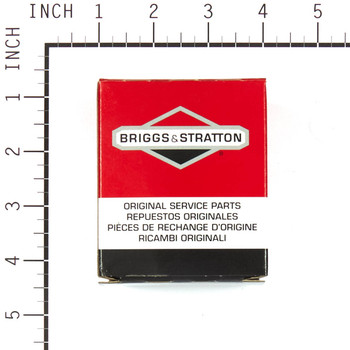 INCH 1 2 3 4 5
INCH
1
2
3
4
5
BRIGGS & STRATTON
ORIGINAL SERVICE PARTS
REPUESTOS ORIGINALES
PIÈCES DE RECHANGE D'ORIGINE
RICAMBI ORIGINALI